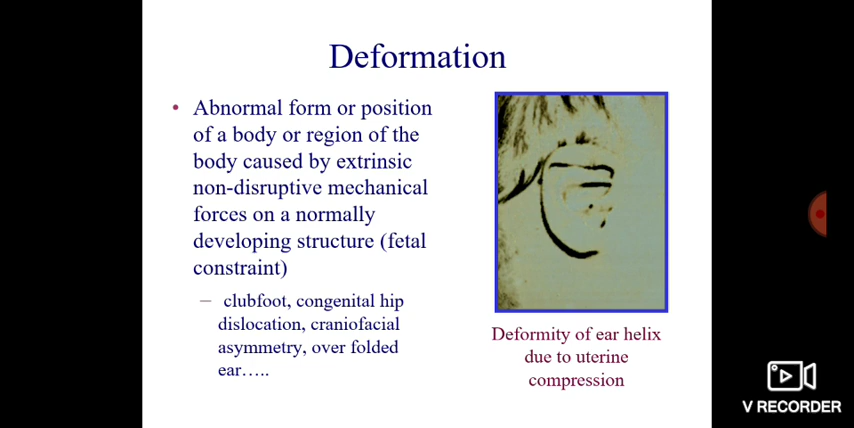 Deformation
• Abnormal form or position
of a body or region of the
body caused by extrinsic
non-disruptive mechanical
forces on a normally
developing structure (fetal
constraint)
– clubfoot, congenital hip
dislocation, craniofacial
asymmetry, over folded
ear…..
Deformity of ear helix
due to uterine
compression
V RECORDER